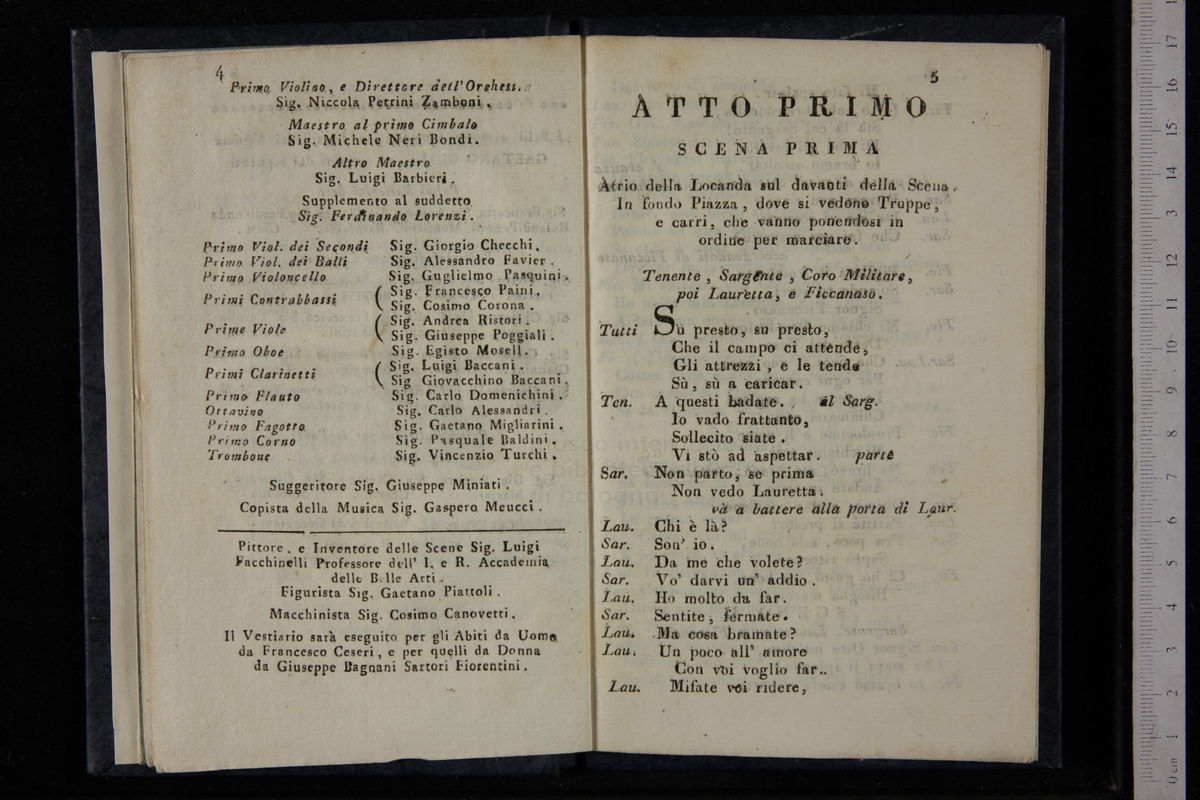 4
Primo Violino, e Direttore dell'Orchest.
Sig. Niccola Petrini Zamboni.
Maestro al primo Cimbalo
Sig. Michele Neri Bondi.
Altro Maestro
Sig. Luigi Barbieri.
Supplemento al suddetto
Sig. Ferdinando Lorenzi.
Primo Viol. dei Secondi Sig. Giorgio Checchi.
Primo Viol. dei Balli Sig. Alessandro Favier.
Primo Violoncello Sig. Guglielmo Pasquini.
Primi Contrabbassi ( Sig. Francesco Paini.
( Sig. Cosimo Corona.
Prime Viole ( Sig. Andrea Ristori.
( Sig. Giuseppe Poggiali.
Primo Oboe Sig. Egisto Mosell.
Primi Clarinetti ( Sig. Luigi Baccani.
( Sig Giovacchino Baccani.
Primo Flauto Sig. Carlo Domenichini.
Ottavino Sig. Carlo Alessandri.
Primo Fagotto Sig. Gaetano Migliarini.
Primo Corno Sig. Pasquale Baldini.
Trombone Sig. Vincenzio Turchi.
Suggeritore Sig. Giuseppe Miniati.
Copista della Musica Sig. Gaspero Meucci.
Pittore, e Inventore delle Scene Sig. Luigi
Facchinelli Professore dell' I. e R. Accademia
delle Belle Arti.
Figurista Sig. Gaetano Piattoli.
Macchinista Sig. Cosimo Canovetti.
Il Vestiario sarà eseguito per gli Abiti da Uomo
da Francesco Ceseri, e per quelli da Donna
da Giuseppe Bagnani Sartori Fiorentini.
5
ATTO PRIMO
SCENA PRIMA
Atrio della Locanda sul davanti della Scena.
In fondo Piazza, dove si vedono Truppe,
e carri, che vanno ponendosi in
ordine per marciare.
Tenente, Sargente, Coro Militare,
poi Lauretta, e Ficcanaso.
Tutti Su presto, su presto,
Che il campo ci attende,
Gli attrezzi, e le tende
Sù, sù a caricar.
Ten. A questi badate. al Sarg.
Io vado frattanto,
Sollecito siate.
Vi stò ad aspettar. parte
Sar. Non parto, se prima
Non vedo Lauretta.
và a battere alla porta di Laur.
Lau. Chi è là?
Sar. Son' io.
Lau. Da me che volete?
Sar. Vo' darvi un' addio.
Lau. Ho molto da far.
Sar. Sentite, fermate.
Lau. Ma cosa bramate?
Lau. Un poco all' amore
Con voi voglio far..
Lau. Mifate voi ridere,